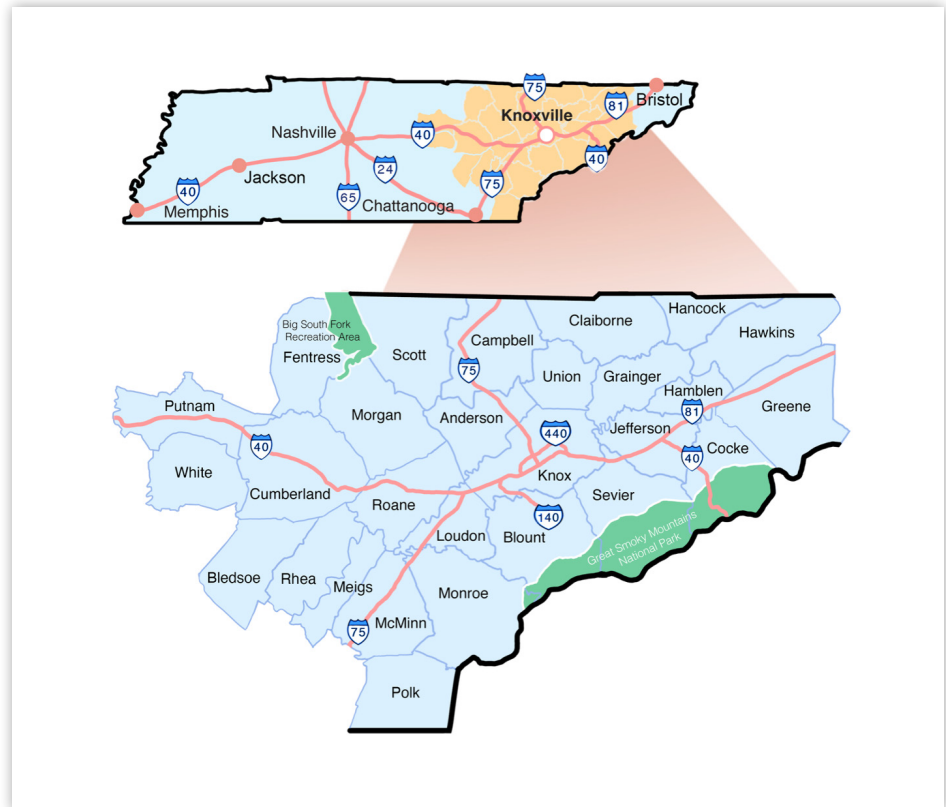 75
81
Bristol
Knoxville
Nashville
40
40
24
75
Jackson
40
65
Chattanooga
Memphis
Hancock
Claiborne
Big South Fork
Recreation Area
Hawkins
Campbell
Scott
Fentress
75
Union
Grainger
Hamblen
Putnam
Morgan
Anderson
81
Greene
440
Jefferson
40
Cocke
40
White
Knox
Cumberland
Sevier
Roane
140
Great Smoky Mountains
National Park
Loudon
Blount
Bledsoe
Rhea
Meigs
Monroe
75
McMinn
Polk